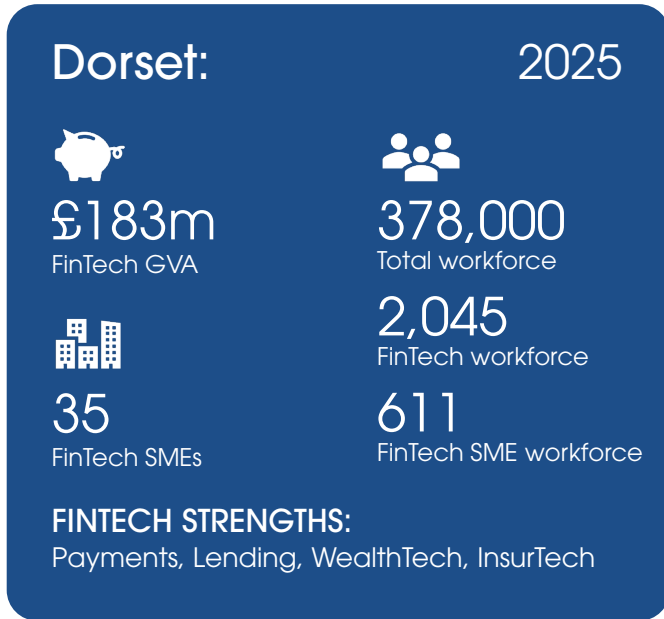 Dorset: 2025
£183m
FinTech GVA
378,000
Total workforce
2,045
FinTech workforce
35
FinTech SMEs
611
FinTech SME workforce
FINTECH STRENGTHS:
Payments, Lending, WealthTech, InsurTech